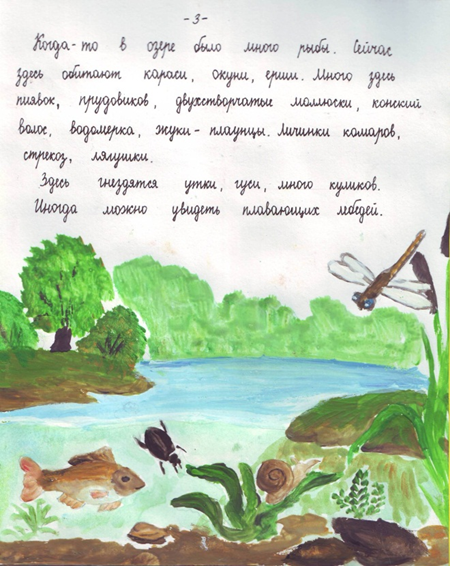 -3-
Когда-то в озере было много рыбы. Сейчас
здесь обитают караси, окуни, ерши. Много здесь
пиявок, прудовиков, двухстворчатые моллюски, конский
волос, водомерка, жуки-плаунцы. Личинки комаров,
стрекоз, лягушки.
Здесь гнездятся утки, гуси, много куликов.
Иногда можно увидеть плавающих лебедей.